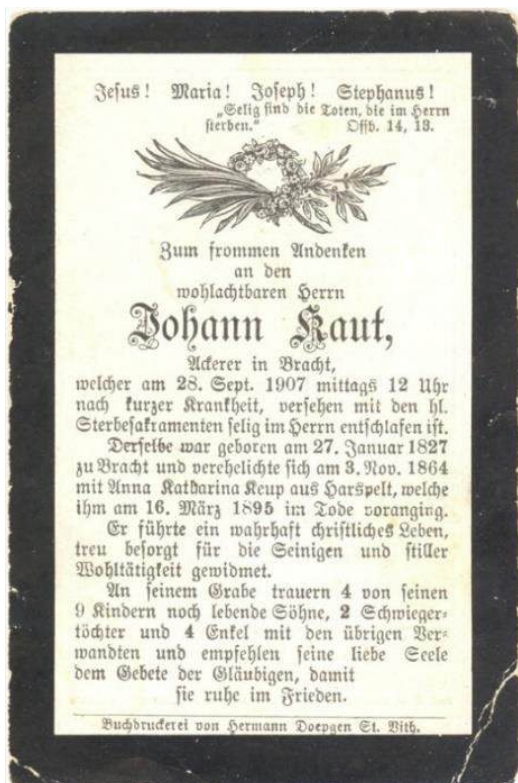 Jesus! Maria! Joseph! Stephanus!
„Selig sind die Toten, die im Herrn
sterben.“ Offb. 14, 13.
Zum frommen Andenken
an den
wohlachtbaren Herrn
Johann Kaut,
Ackerer in Bracht,
welcher am 28. Sept. 1907 mittags 12 Uhr
nach kurzer Krankheit, versehen mit den hl.
Sterbesakramenten selig im Herrn entschlafen ist.
Derselbe war geboren am 27. Januar 1827
zu Bracht und verehelichte sich am 3. Nov. 1864
mit Anna Katharina Keup aus Harspelt, welche
ihm am 16. März 1895 im Tode voranging.
Er führte ein wahrhaft christliches Leben,
treu besorgt für die Seinigen und stiller
Wohltätigkeit gewidmet.
An seinem Grabe trauern 4 von seinen
9 Kindern noch lebende Söhne, 2 Schwieger-
töchter und 4 Enkel mit den übrigen Ver-
wandten und empfehlen seine liebe Seele
dem Gebete der Gläubigen, damit
sie ruhe im Frieden.
Buchdruckerei von Hermann Doepgen St. Vith.